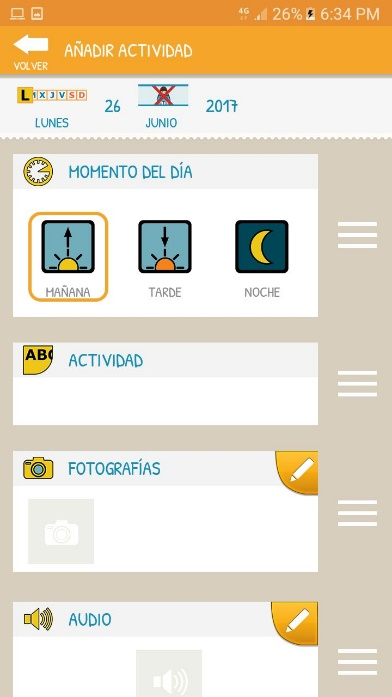 4G 26% 6:34 PM
VOLVER
AÑADIR ACTIVIDAD
L M X J V S D
LUNES
26
JUNIO
2017
MOMENTO DEL DÍA
MAÑANA
TARDE
NOCHE
ABC
ACTIVIDAD
FOTOGRAFÍAS
AUDIO